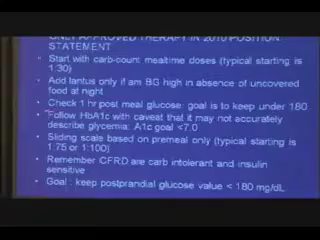 ONLY APPROVED THERAPY IN 2010 POSITION
STATEMENT
• Start with carb-count mealtime doses (typical starting is
1:30)
• Add lantus only if am BG high in absence of uncovered
food at night
• Check 1 hr post meal glucose: goal is to keep under 180
• Follow HbA1c with caveat that it may not accurately
describe glycemia: A1c goal <7.0
• Sliding scale based on premeal only (typical starting is
1:75 or 1:100)
• Remember CFRD are carb intolerant and insulin
sensitive
• Goal : keep postprandial glucose value < 180 mg/dL